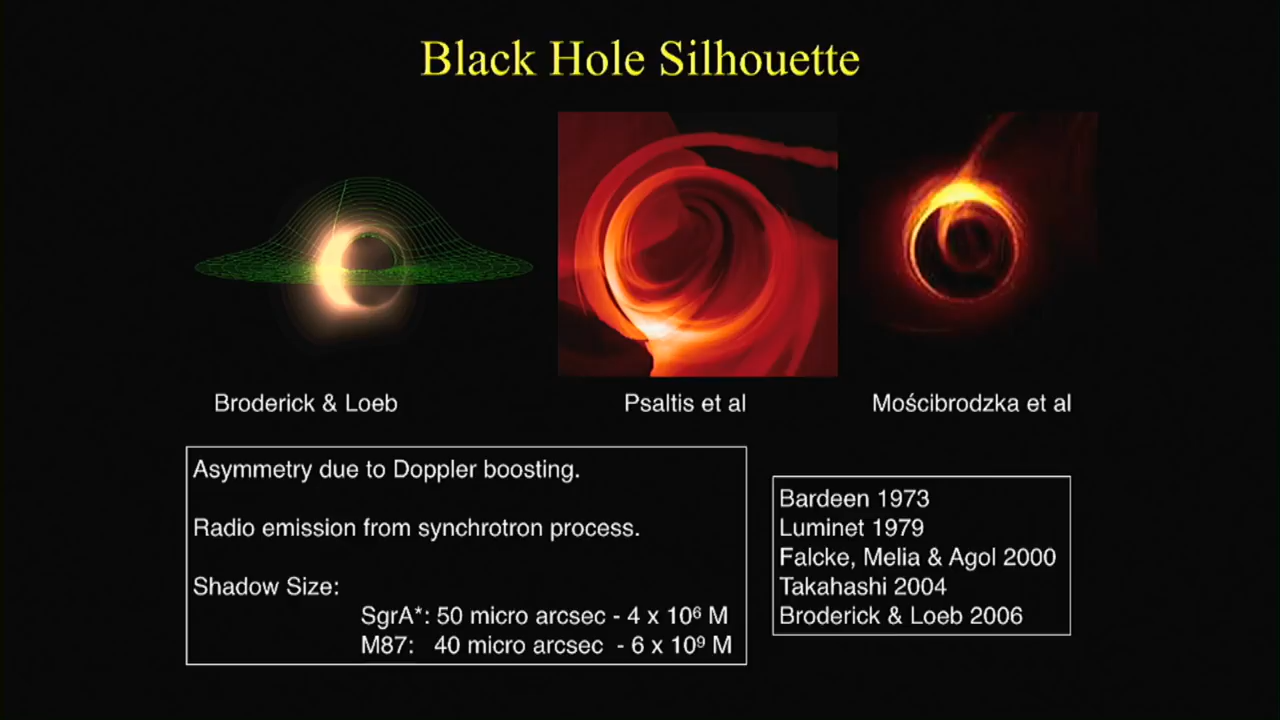 Black Hole Silhouette
Broderick & Loeb
Psaltis et al
Mościbrodzka et al
Asymmetry due to Doppler boosting.
Radio emission from synchrotron process.
Shadow Size:
SgrA*: 50 micro arcsec - 4 x 10⁶ M
M87: 40 micro arcsec - 6 x 10⁹ M
Bardeen 1973
Luminet 1979
Falcke, Melia & Agol 2000
Takahashi 2004
Broderick & Loeb 2006